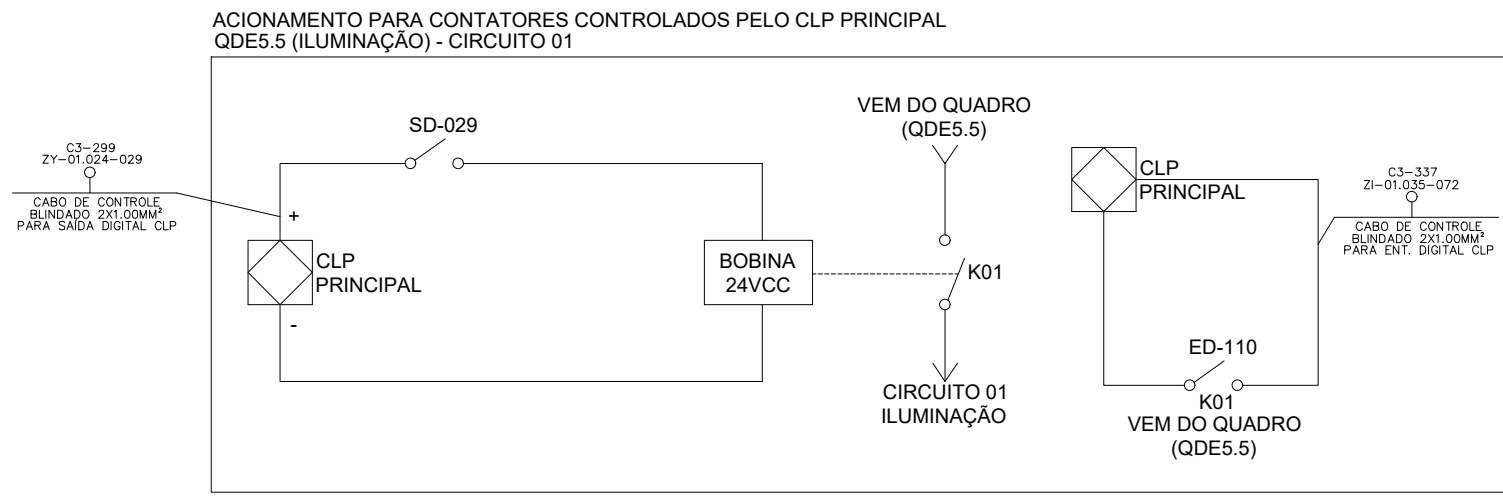 ACIONAMENTO PARA CONTATORES CONTROLADOS PELO CLP PRINCIPAL
QDE5.5 (ILUMINAÇÃO) - CIRCUITO 01
C3-299
ZY-01.024-029
CABO DE CONTROLE
BLINDADO 2X1.00MM²
PARA SAÍDA DIGITAL CLP
SD-029
+
CLP
PRINCIPAL
-
BOBINA
24VCC
VEM DO QUADRO
(QDE5.5)
K01
CIRCUITO 01
ILUMINAÇÃO
CLP
PRINCIPAL
ED-110
K01
VEM DO QUADRO
(QDE5.5)
C3-337
ZI-01.035-072
CABO DE CONTROLE
BLINDADO 2X1.00MM²
PARA ENT. DIGITAL CLP